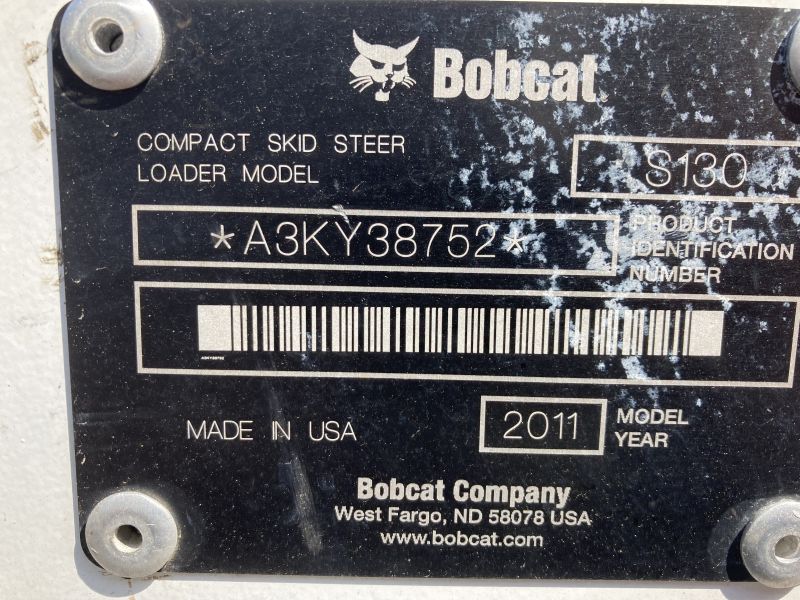 Bobcat
COMPACT SKID STEER
LOADER MODEL
S130
*A3KY38752*
PRODUCT
IDENTIFICATION
NUMBER
A3KY38752
MADE IN USA
2011
MODEL
YEAR
Bobcat Company
West Fargo, ND 58078 USA
www.bobcat.com